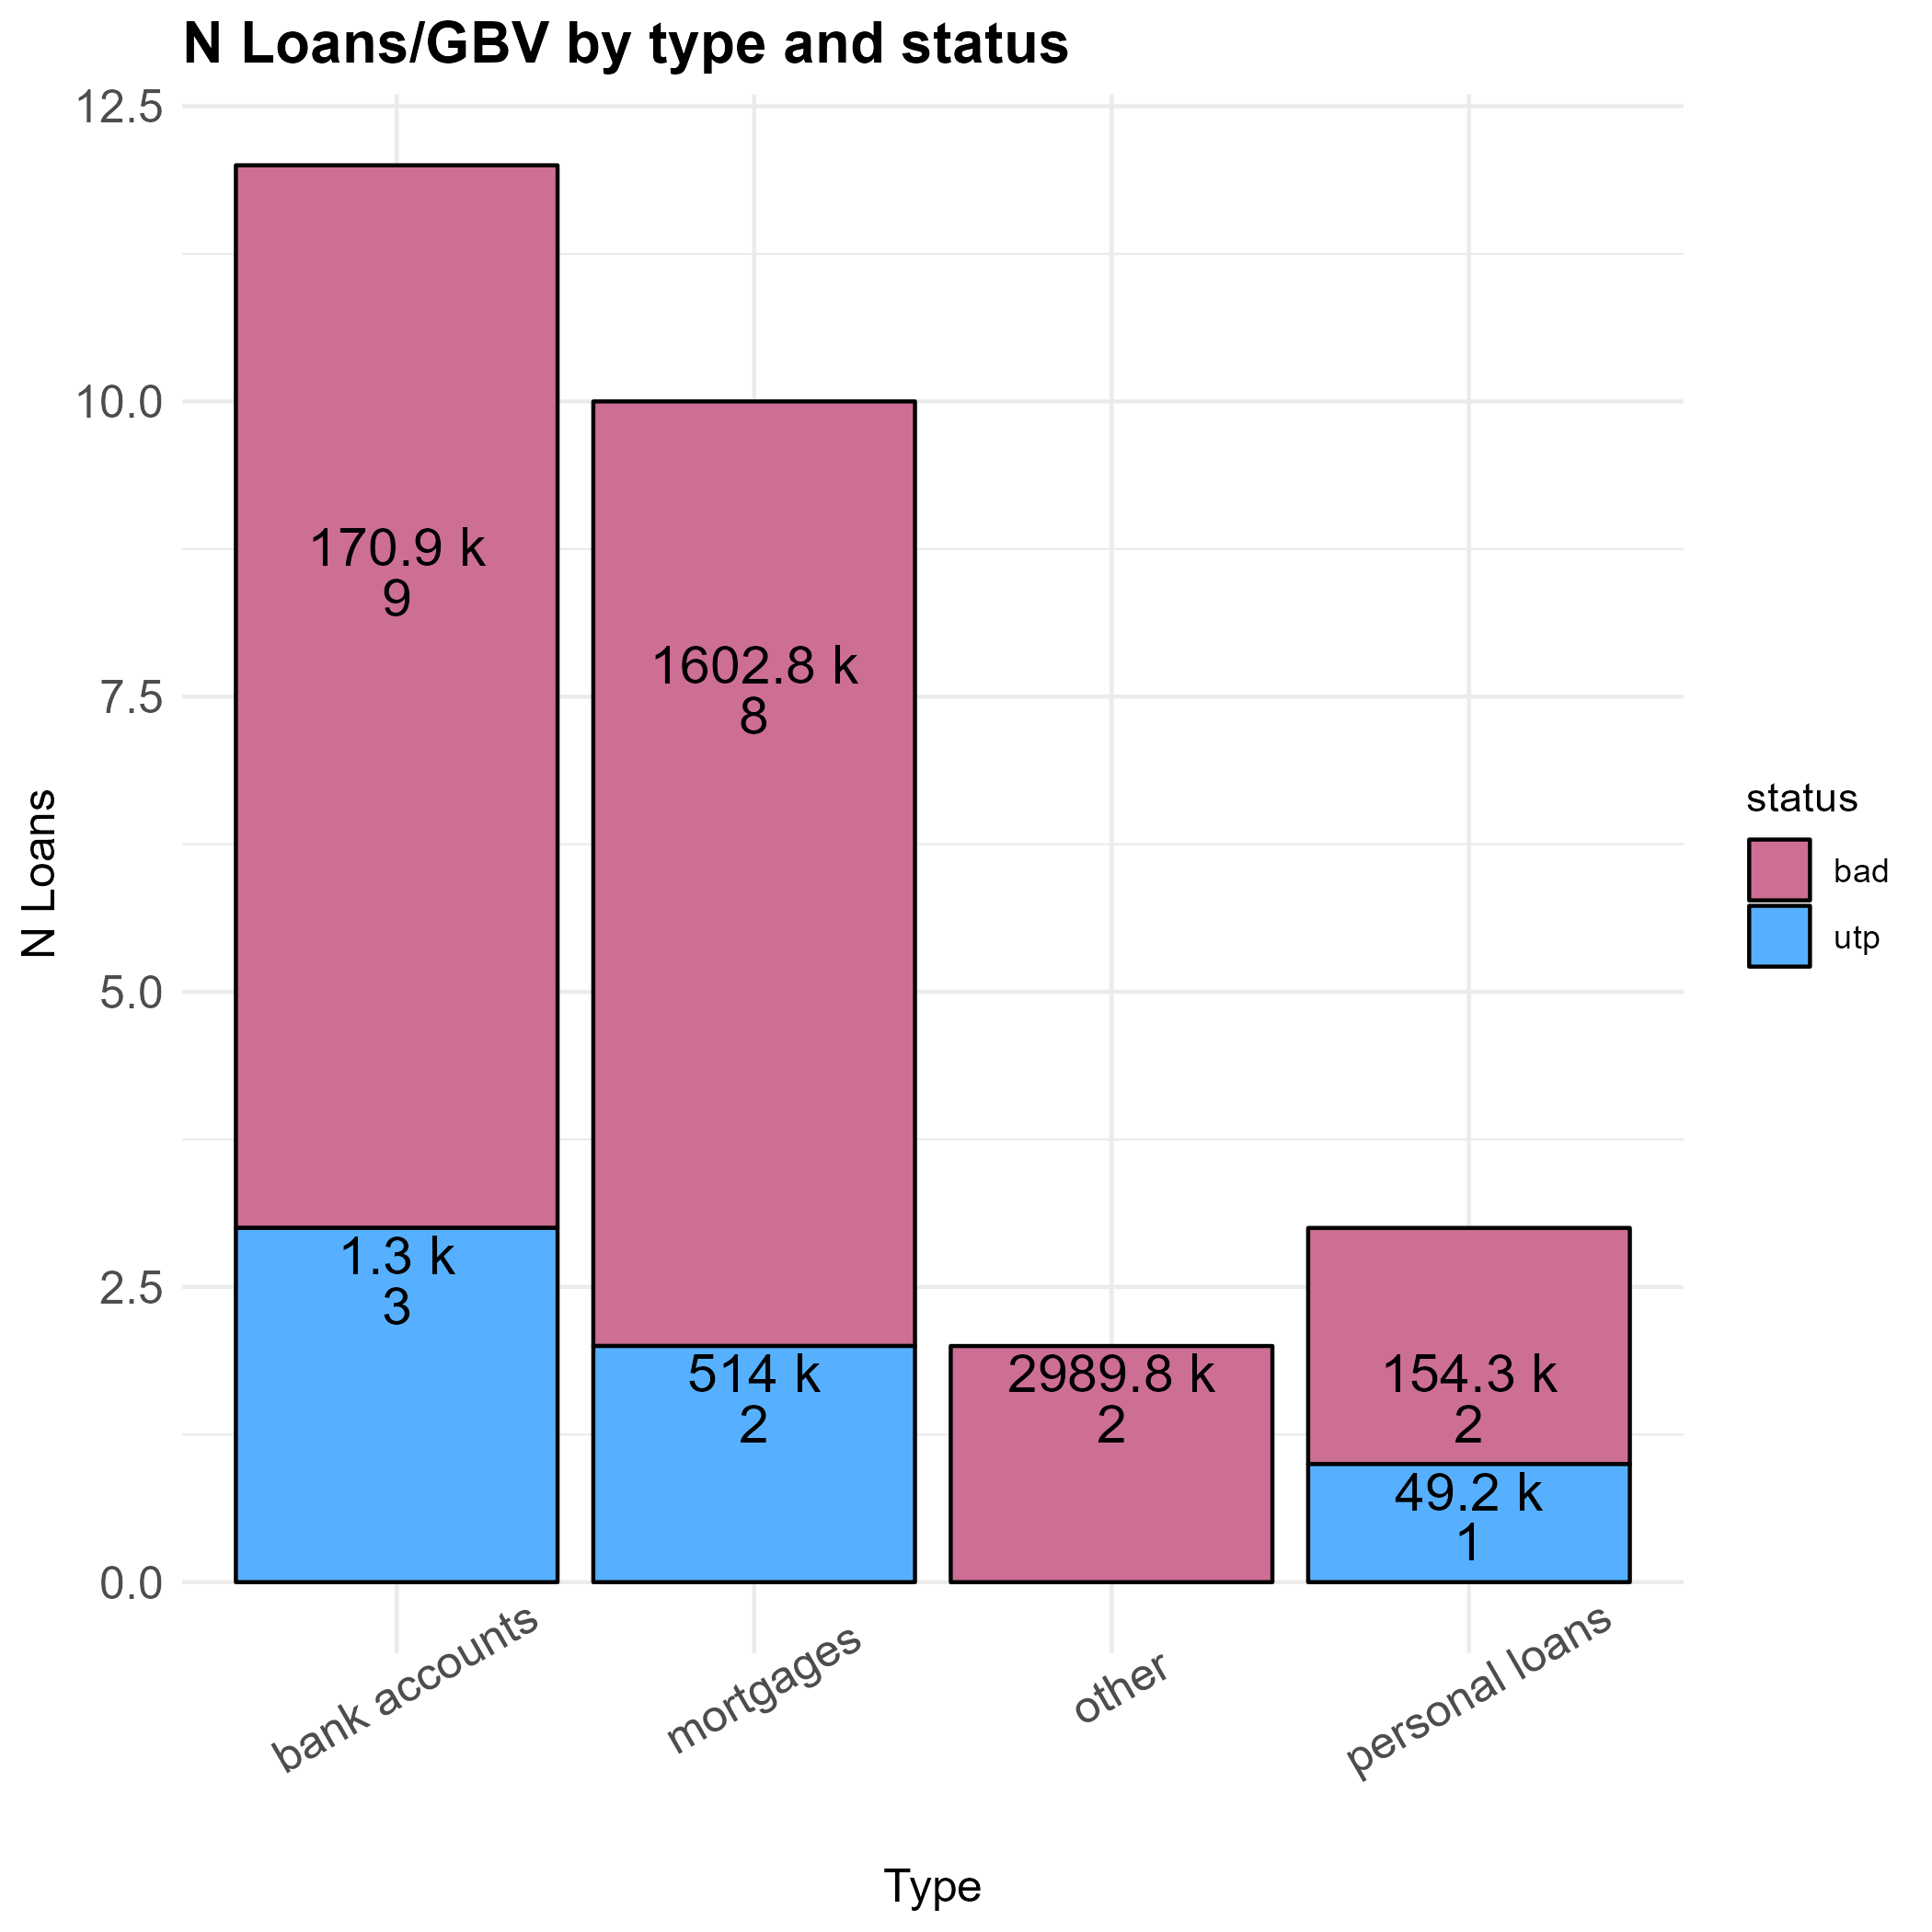 N Loans/GBV by type and status
12.5
10.0
7.5
5.0
2.5
0.0
N Loans
170.9 k
9
1.3 k
3
1602.8 k
8
514 k
2
2989.8 k
2
154.3 k
2
49.2 k
1
bank accounts
mortgages
other
personal loans
Type
status
bad
utp